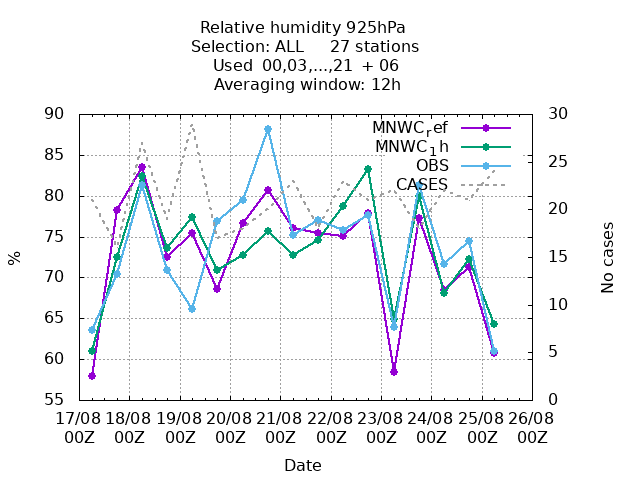 Relative humidity 925hPa
Selection: ALL 27 stations
Used 00,03,...,21 + 06
Averaging window: 12h
90
85
80
75
70
65
60
55
%
30
25
20
15
10
5
0
No cases
MNWCref
MNWC1h
OBS
CASES
17/08 18/08 19/08 20/08 21/08 22/08 23/08 24/08 25/08 26/08
00Z 00Z 00Z 00Z 00Z 00Z 00Z 00Z 00Z 00Z
Date